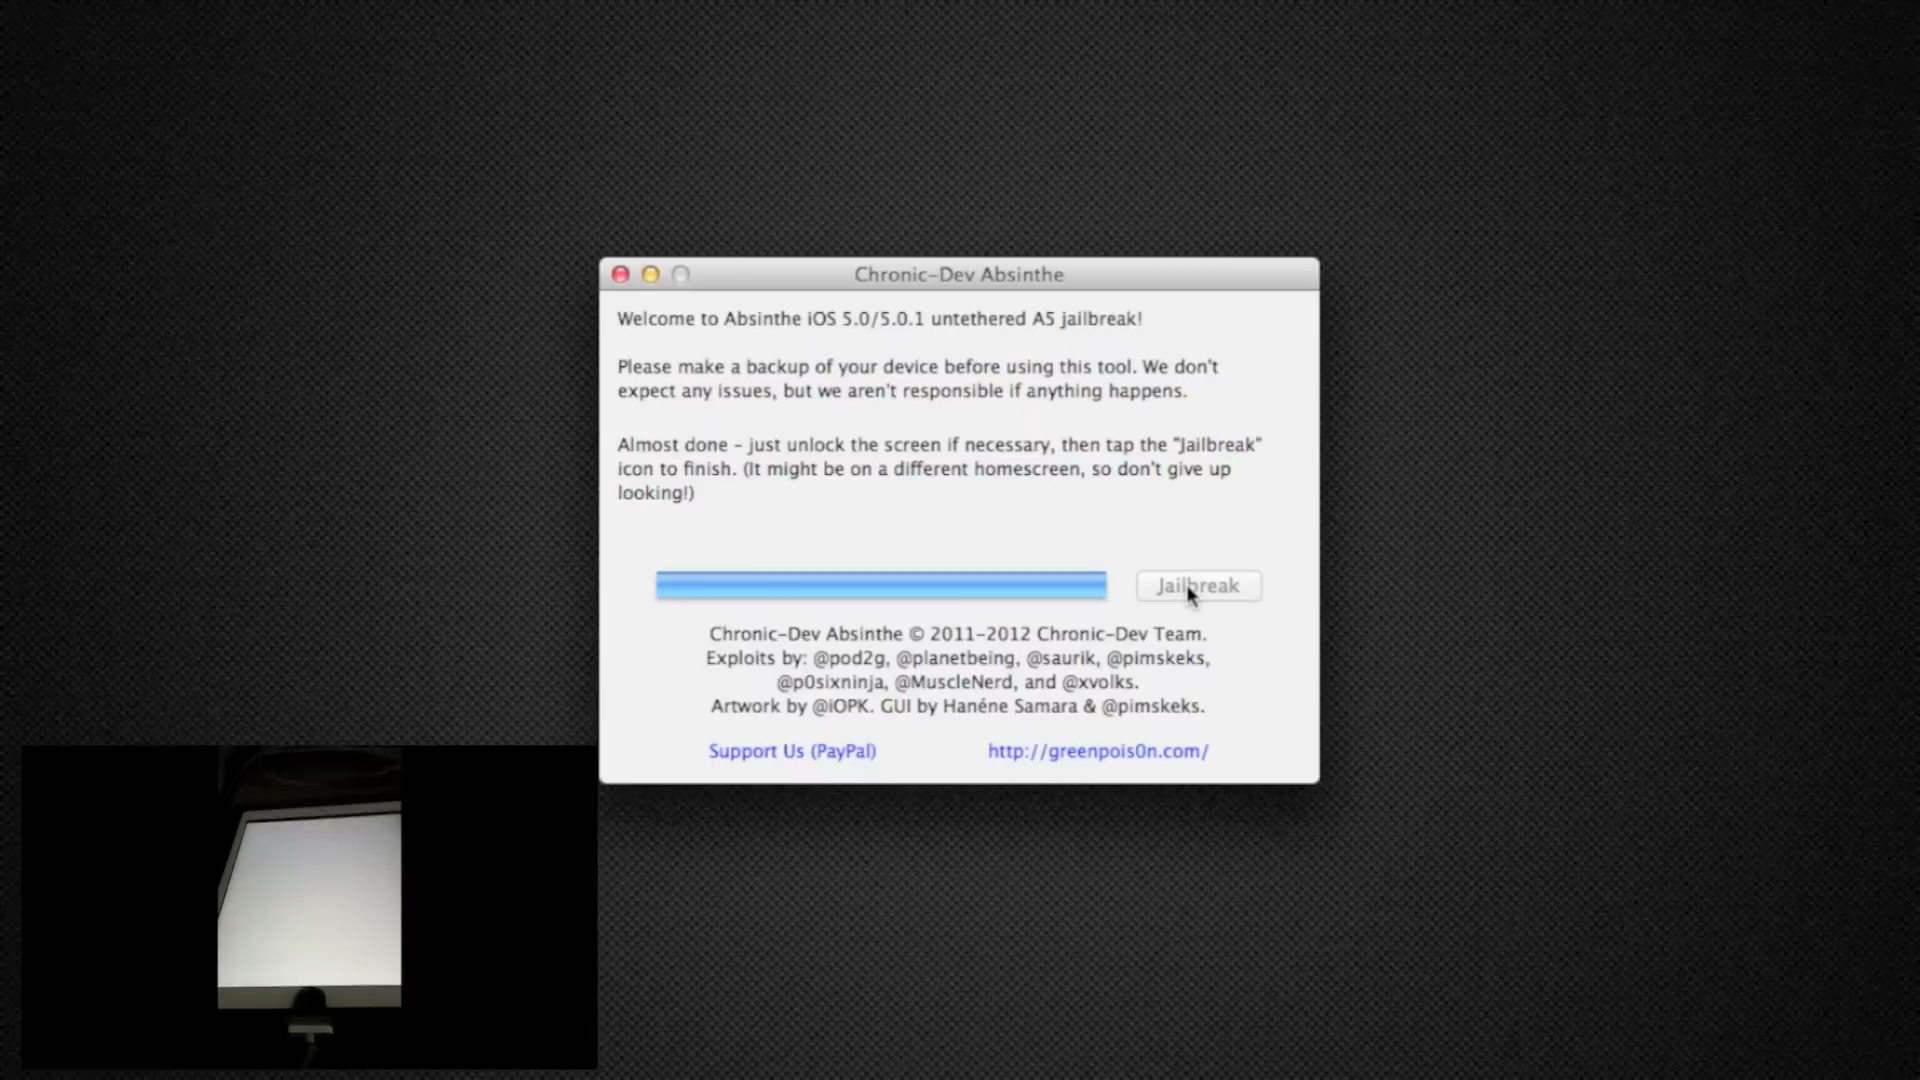 Chronic-Dev Absinthe
Welcome to Absinthe iOS 5.0/5.0.1 untethered A5 jailbreak!
Please make a backup of your device before using this tool. We don't
expect any issues, but we aren't responsible if anything happens.
Almost done - just unlock the screen if necessary, then tap the "Jailbreak"
icon to finish. (It might be on a different homescreen, so don't give up
looking!)
Jailbreak
Chronic-Dev Absinthe © 2011-2012 Chronic-Dev Team.
Exploits by: @pod2g, @planetbeing, @saurik, @pimskeks,
@p0sixninja, @MuscleNerd, and @xvolks.
Artwork by @iOPK. GUI by Hanéne Samara & @pimskeks.
Support Us (PayPal)
http://greenpois0n.com/